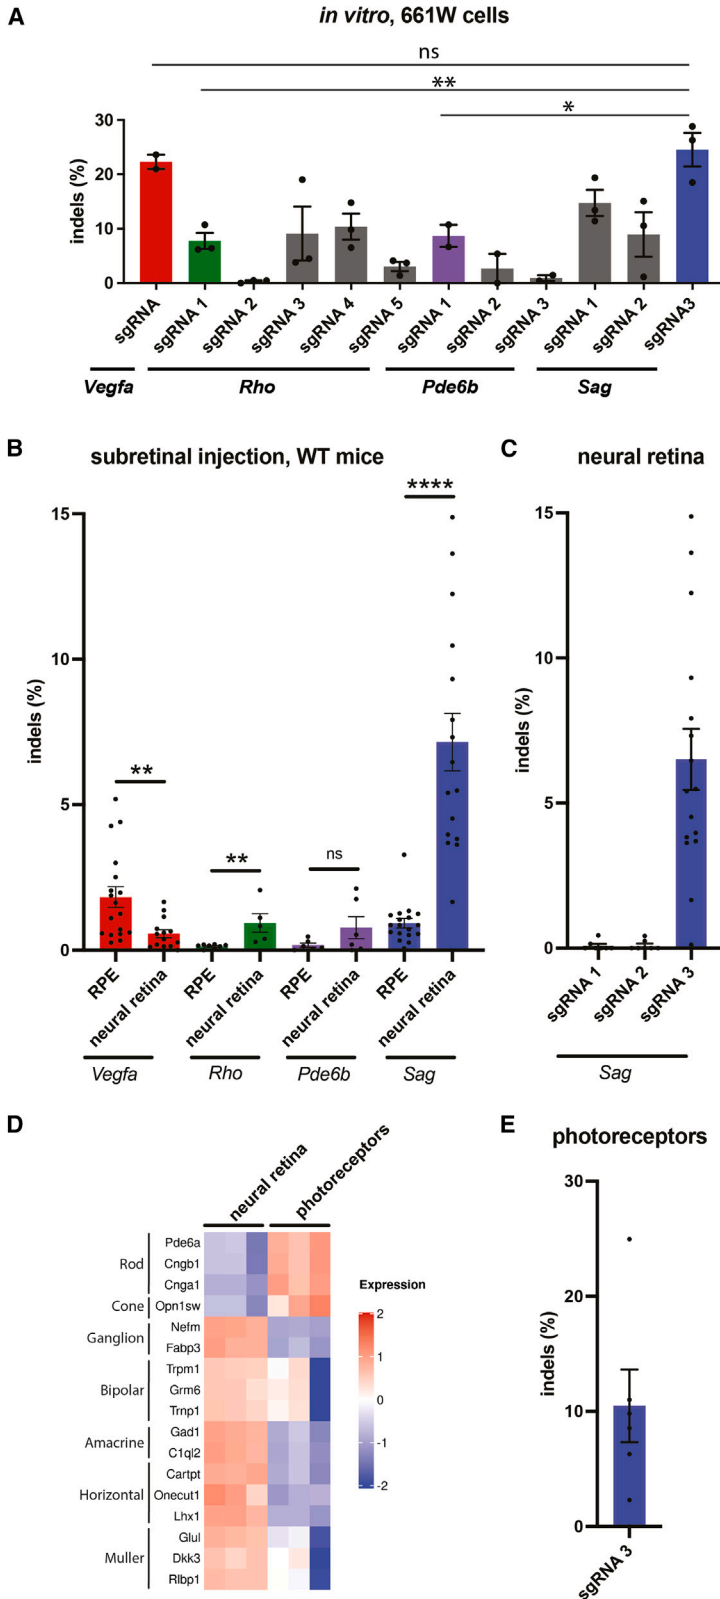 A
in vitro, 661W cells
ns
**
*
30
20
10
0
indels (%)
sgRNA
sgRNA 1
sgRNA 2
sgRNA 3
sgRNA 4
sgRNA 5
sgRNA 1
sgRNA 2
sgRNA 3
sgRNA 1
sgRNA 2
sgRNA3
Vegfa
Rho
Pde6b
Sag
B
subretinal injection, WT mice
15
10
5
0
indels (%)
**
**
ns
****
RPE
neural retina
RPE
neural retina
RPE
neural retina
RPE
neural retina
Vegfa
Rho
Pde6b
Sag
C
neural retina
15
10
5
0
indels (%)
sgRNA 1
sgRNA 2
sgRNA 3
Sag
D
neural retina
photoreceptors
Rod
Pde6a
Cngb1
Cnga1
Cone
Opn1sw
Ganglion
Nefm
Fabp3
Bipolar
Trpm1
Grm6
Trnp1
Amacrine
Gad1
C1ql2
Horizontal
Cartpt
Onecut1
Lhx1
Muller
Glul
Dkk3
Rlbp1
Expression
2
1
0
-1
-2
E
photoreceptors
30
20
10
0
indels (%)
sgRNA 3